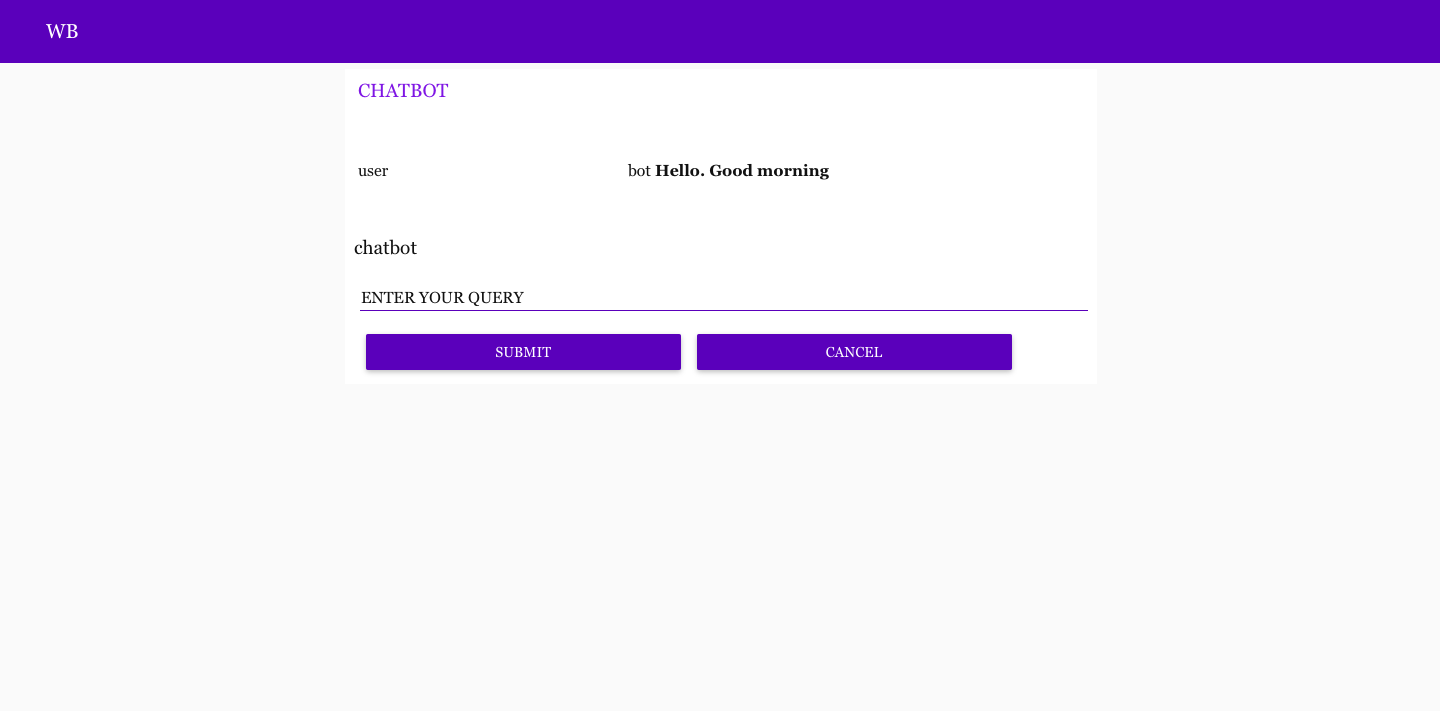 WB
CHATBOT
user
bot Hello. Good morning
chatbot
ENTER YOUR QUERY
SUBMIT
CANCEL